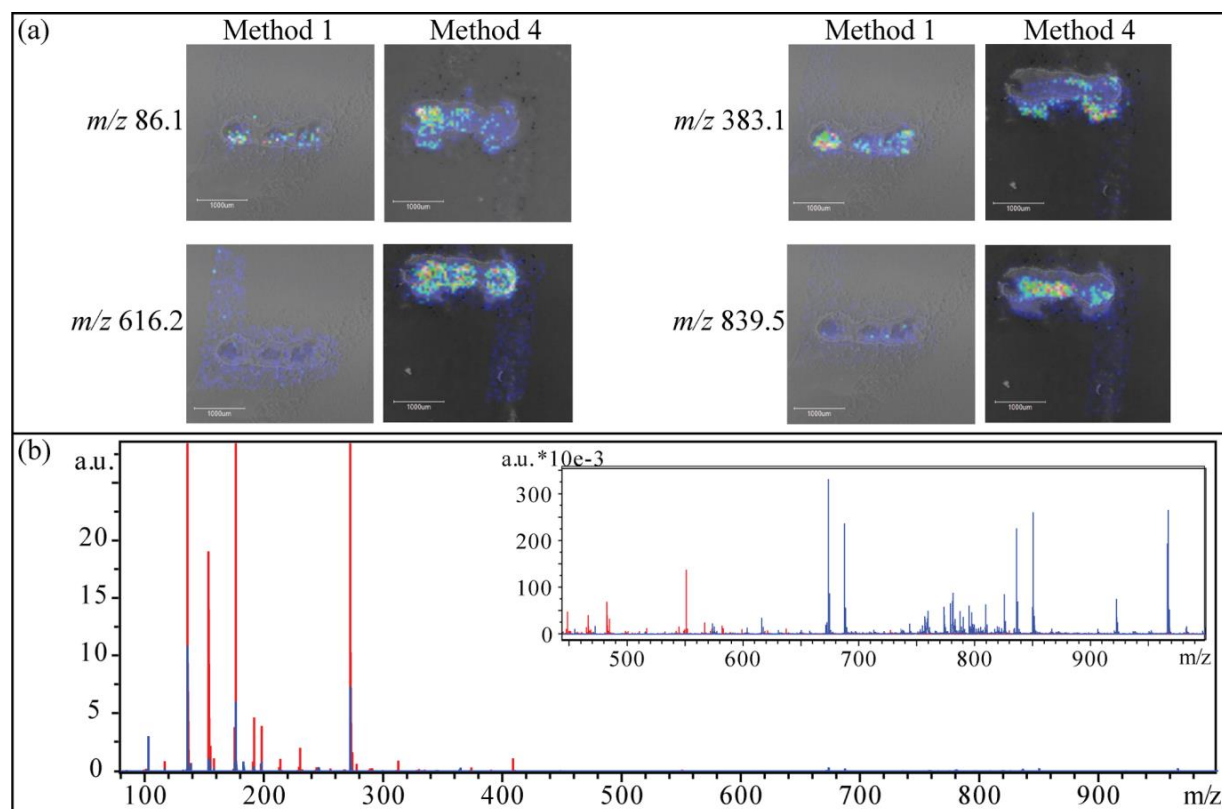 (a)
Method 1 Method 4 Method 1 Method 4
m/z 86.1 m/z 383.1
1000um 1000um 1000um 1000um
m/z 616.2 m/z 839.5
1000um 1000um 1000um 1000um
(b)
a.u.
20
15
10
5
0
100 200 300 400 500 600 700 800 900 m/z
a.u.*10e-3
300
200
100
0
500 600 700 800 900 m/z